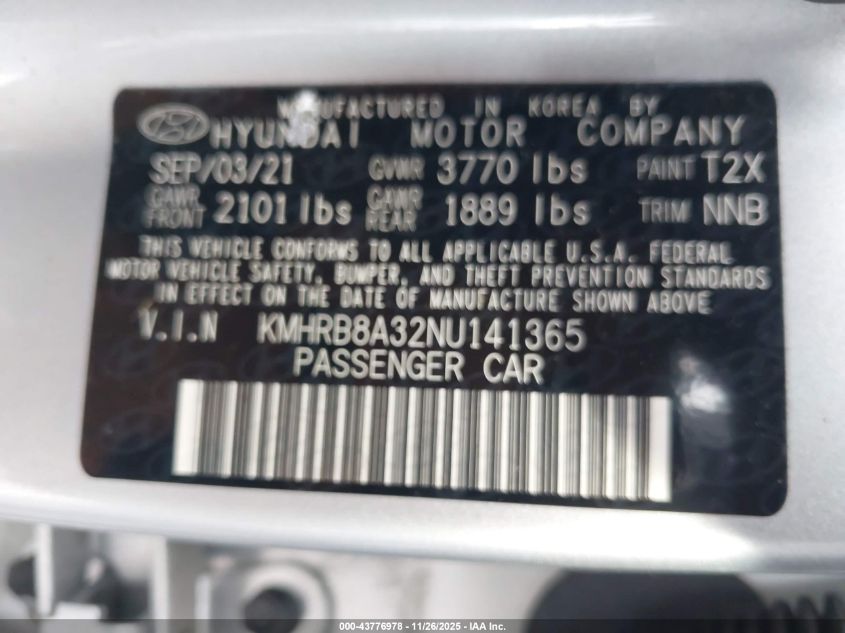 MANUFACTURED IN KOREA BY
HYUNDAI MOTOR COMPANY
SEP/03/21 GVWR 3770 lbs PAINT T2X
GAWR FRONT 2101 lbs GAWR REAR 1889 lbs TRIM NNB
THIS VEHICLE CONFORMS TO ALL APPLICABLE U.S.A. FEDERAL
MOTOR VEHICLE SAFETY, BUMPER, AND THEFT PREVENTION STANDARDS
IN EFFECT ON THE DATE OF MANUFACTURE SHOWN ABOVE
V.I.N KMHRB8A32NU141365
PASSENGER CAR
000-43776978 | 11/26/2025 - IAA Inc.